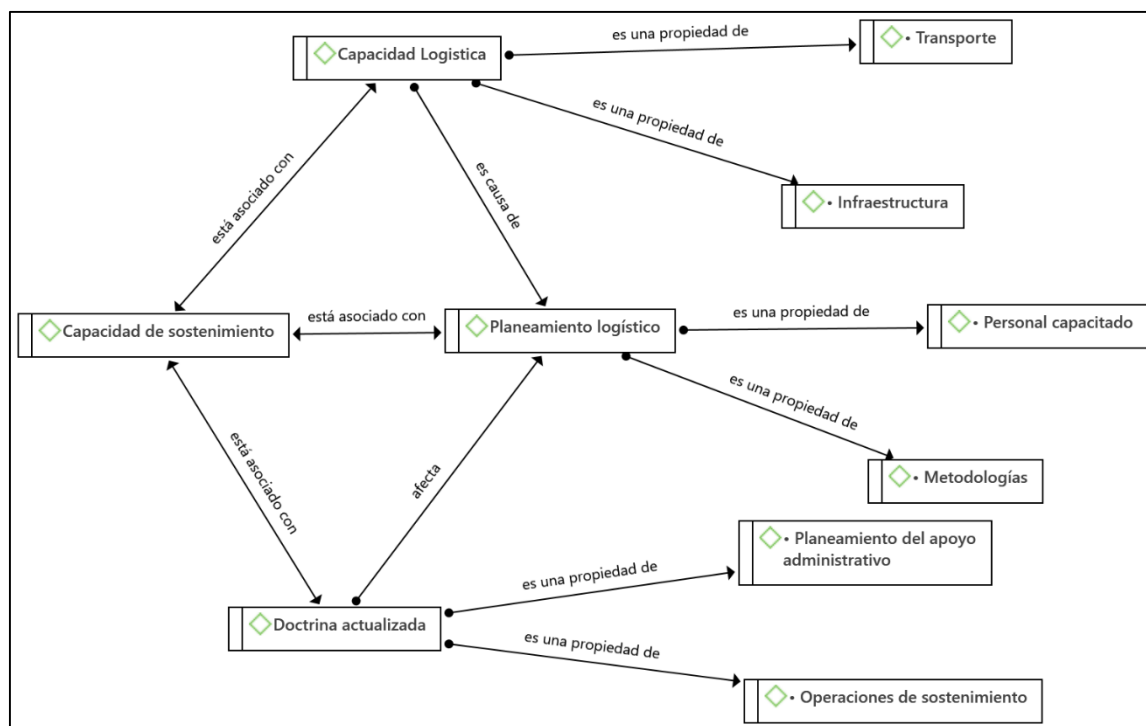 es una propiedad de
• Transporte
Capacidad Logistica
es una propiedad de
• Infraestructura
está asociado con
es causa de
Capacidad de sostenimiento
está asociado con
Planeamiento logístico
es una propiedad de
• Personal capacitado
es una propiedad de
• Metodologías
está asociado con
afecta
• Planeamiento del apoyo
administrativo
es una propiedad de
Doctrina actualizada
es una propiedad de
• Operaciones de sostenimiento